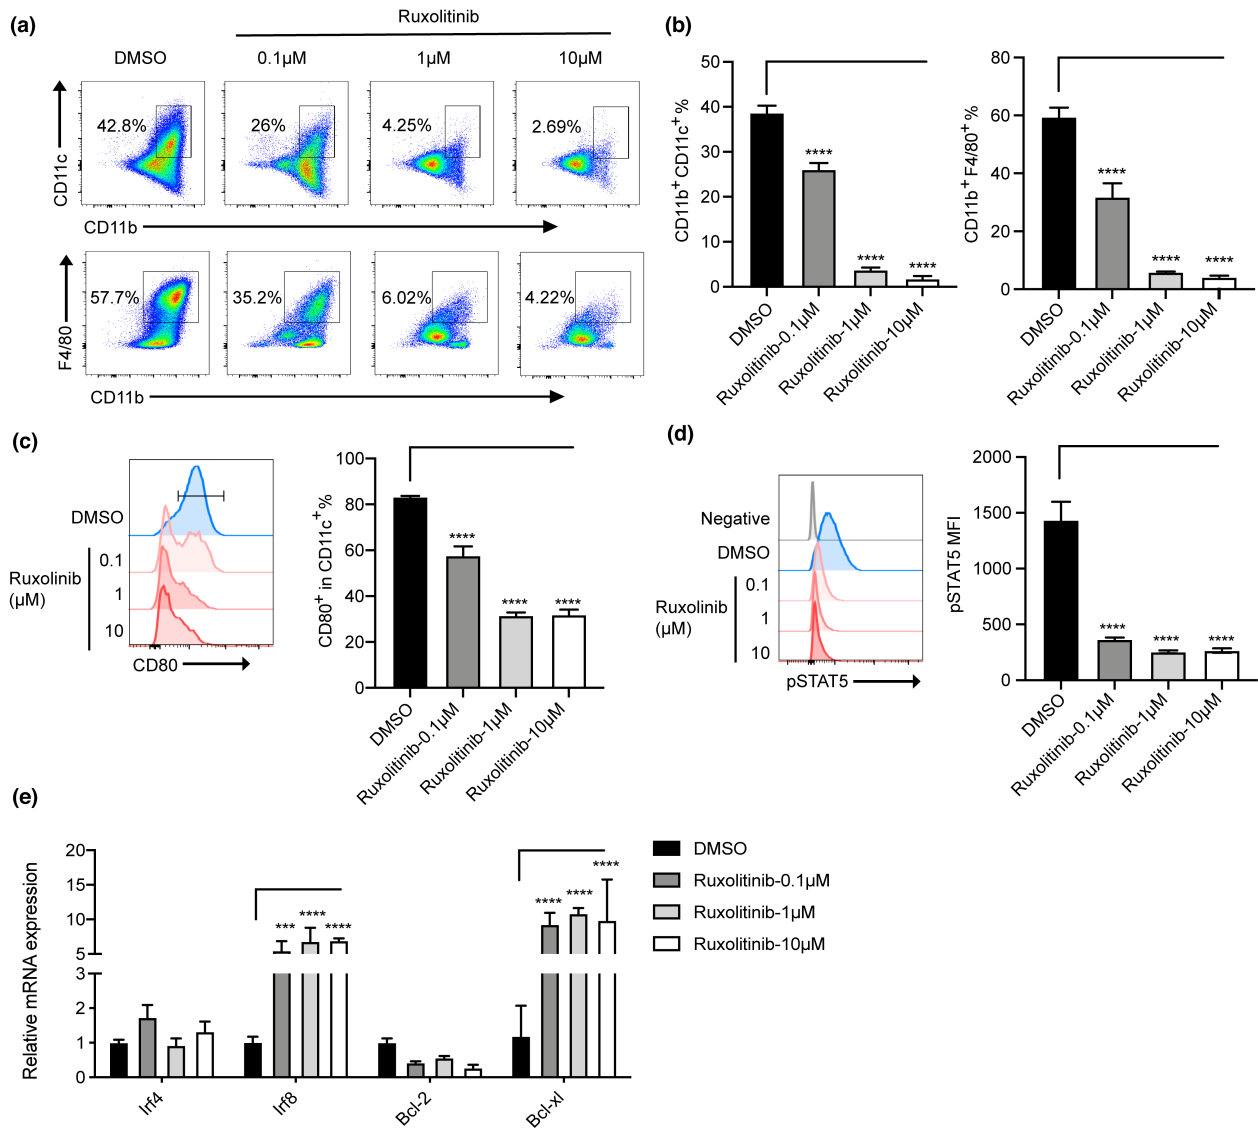 (a)
Ruxolitinib
DMSO 0.1µM 1µM 10µM
CD11c
42.8% 26% 4.25% 2.69%
CD11b
F4/80
57.7% 35.2% 6.02% 4.22%
CD11b
(b)
CD11b+ CD11c+ %
50
40
30
20
10
0
****
****
****
DMSO
Ruxolitinib-0.1µM
Ruxolitinib-1µM
Ruxolitinib-10µM
CD11b+ F4/80+ %
80
60
40
20
0
****
****
****
DMSO
Ruxolitinib-0.1µM
Ruxolitinib-1µM
Ruxolitinib-10µM
(c)
DMSO
Ruxolinib
(µM)
0.1
1
10
CD80
CD80+ in CD11c+ %
100
80
60
40
20
0
****
****
****
DMSO
Ruxolitinib-0.1µM
Ruxolitinib-1µM
Ruxolitinib-10µM
(d)
Negative
DMSO
Ruxolinib
(µM)
0.1
1
10
pSTAT5
pSTAT5 MFI
2000
1500
1000
500
0
****
****
****
DMSO
Ruxolitinib-0.1µM
Ruxolitinib-1µM
Ruxolitinib-10µM
(e)
Relative mRNA expression
20
15
10
5
3
2
1
0
***
****
****
****
****
****
Irf4
Irf8
Bcl-2
Bcl-xl
DMSO
Ruxolitinib-0.1µM
Ruxolitinib-1µM
Ruxolitinib-10µM